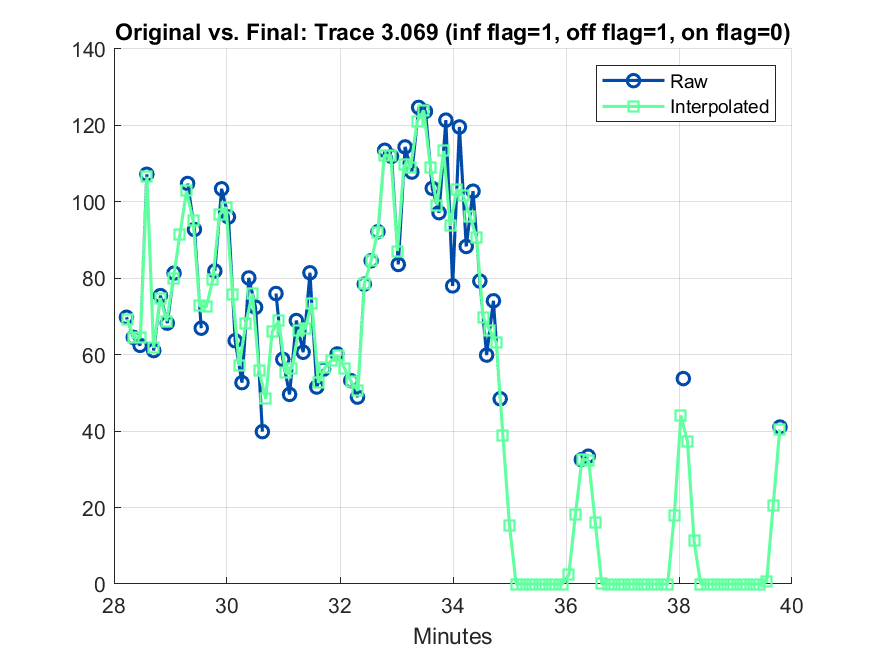 Original vs. Final: Trace 3.069 (inf flag=1, off flag=1, on flag=0)
140
120
100
80
60
40
20
0
Raw
Interpolated
28 30 32 34 36 38 40
Minutes